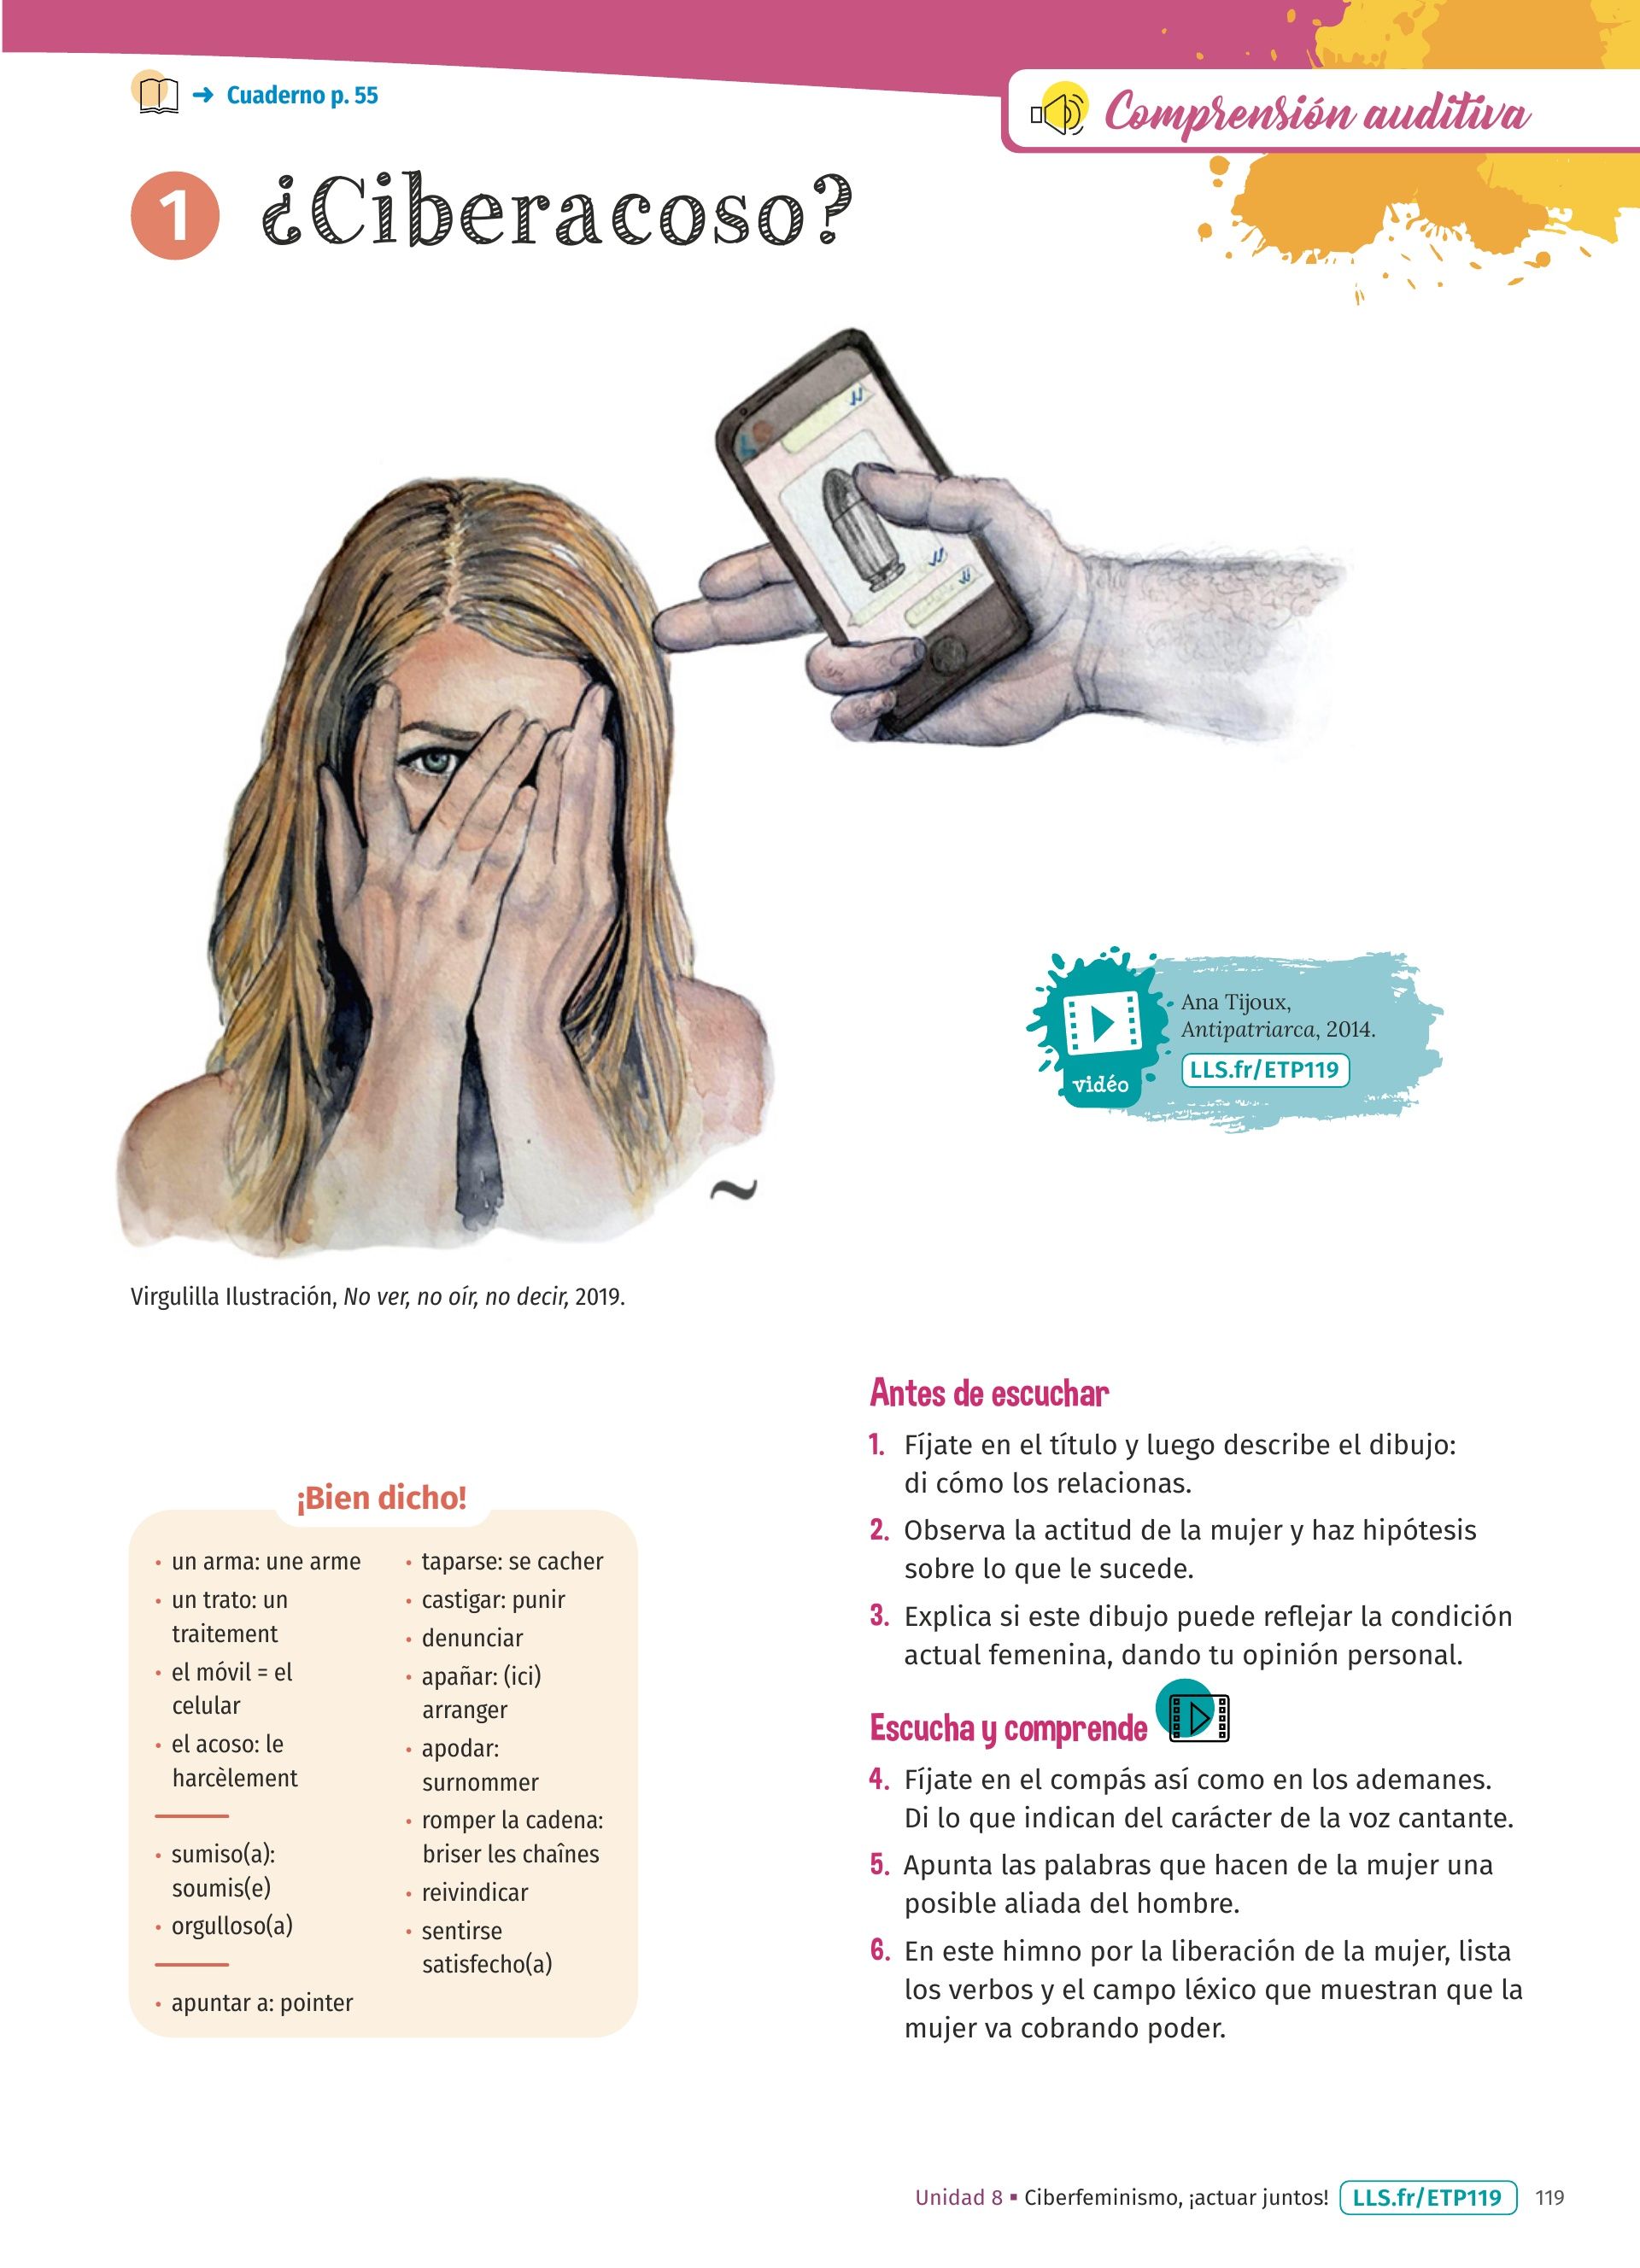 → Cuaderno p. 55
Comprensión auditiva
1 ¿Ciberacoso?
Ana Tijoux,
Antipatriarca, 2014.
LLS.fr/ETP119
vidéo
Virgulilla Ilustración, No ver, no oír, no decir, 2019.
¡Bien dicho!
• un arma: une arme
• un trato: un
traitement
• el móvil = el
celular
• el acoso: le
harcèlement
• sumiso(a):
soumis(e)
• orgulloso(a)
• apuntar a: pointer
• taparse: se cacher
• castigar: punir
• denunciar
• apañar: (ici)
arranger
• apodar:
surnommer
• romper la cadena:
briser les chaînes
• reivindicar
• sentirse
satisfecho(a)
Antes de escuchar
1. Fíjate en el título y luego describe el dibujo:
di cómo los relacionas.
2. Observa la actitud de la mujer y haz hipótesis
sobre lo que le sucede.
3. Explica si este dibujo puede reflejar la condición
actual femenina, dando tu opinión personal.
Escucha y comprende
4. Fíjate en el compás así como en los ademanes.
Di lo que indican del carácter de la voz cantante.
5. Apunta las palabras que hacen de la mujer una
posible aliada del hombre.
6. En este himno por la liberación de la mujer, lista
los verbos y el campo léxico que muestran que la
mujer va cobrando poder.
Unidad 8 ▪ Ciberfeminismo, ¡actuar juntos! LLS.fr/ETP119 119